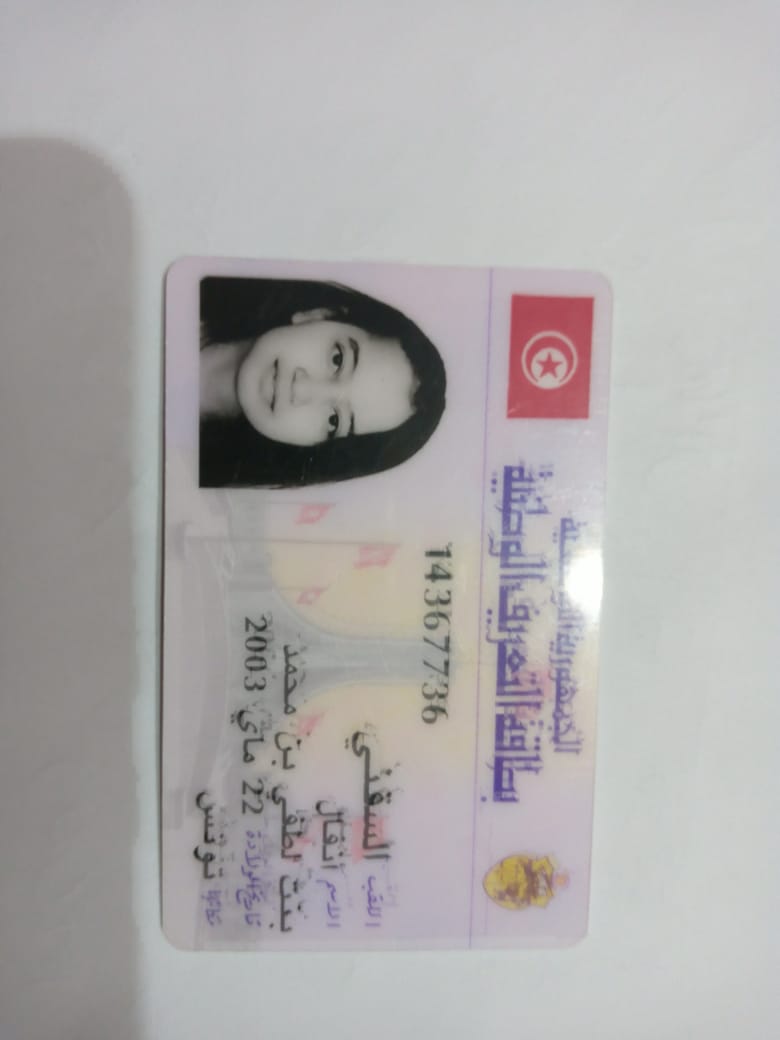 الجمهورية التونسية
بطاقة التعريف الوطنية
14367736
اللقب السقني
الاسم أنفال
بنت لطفي بن محمد
تاريخ الولادة 22 ماي 2003
مكانها تونس